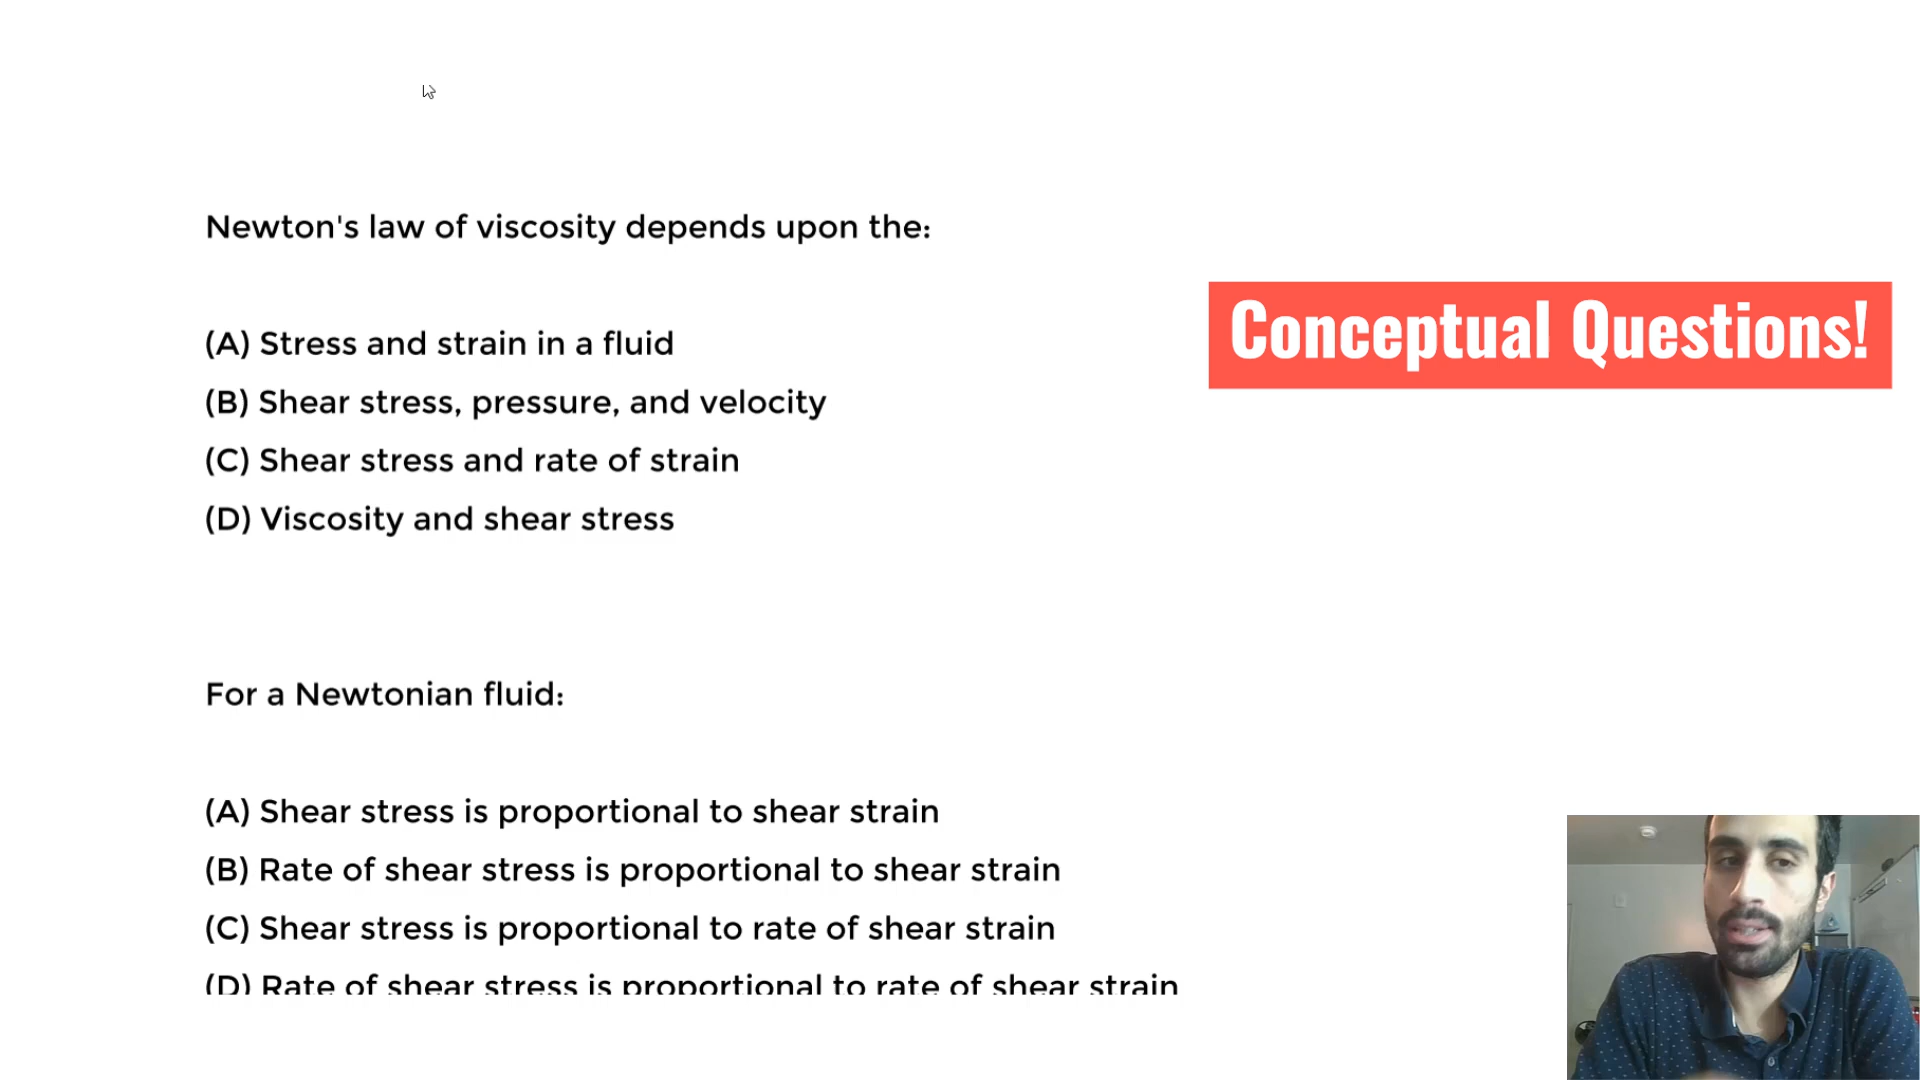 Newton's law of viscosity depends upon the:
Conceptual Questions!
(A) Stress and strain in a fluid
(B) Shear stress, pressure, and velocity
(C) Shear stress and rate of strain
(D) Viscosity and shear stress
For a Newtonian fluid:
(A) Shear stress is proportional to shear strain
(B) Rate of shear stress is proportional to shear strain
(C) Shear stress is proportional to rate of shear strain
(D) Rate of shear stress is proportional to rate of shear strain